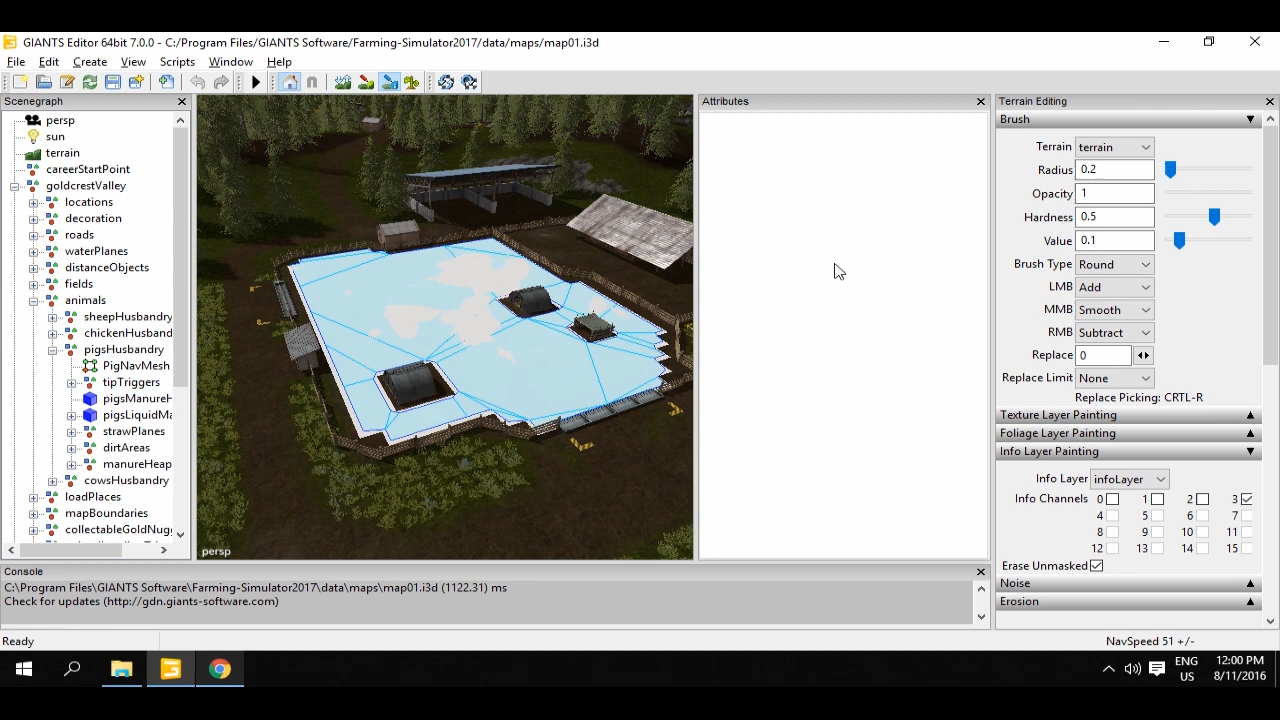 GIANTS Editor 64bit 7.0.0 - C:/Program Files/GIANTS Software/Farming-Simulator2017/data/maps/map01.i3d
File Edit Create View Scripts Window Help
Scenegraph
persp
sun
terrain
careerStartPoint
goldcrestValley
locations
decoration
roads
waterPlanes
distanceObjects
fields
animals
sheepHusbandry
chickenHusband
pigsHusbandry
PigNavMesh
tipTriggers
pigsManureH
pigsLiquidMa
strawPlanes
dirtAreas
manureHeap
cowsHusbandry
loadPlaces
mapBoundaries
collectableGoldNugg
persp
Attributes
Terrain Editing
Brush
Terrain terrain
Radius 0.2
Opacity 1
Hardness 0.5
Value 0.1
Brush Type Round
LMB Add
MMB Smooth
RMB Subtract
Replace 0
Replace Limit None
Replace Picking: CRTL-R
Texture Layer Painting
Foliage Layer Painting
Info Layer Painting
Info Layer infoLayer
Info Channels 0 1 2 3
4 5 6 7
8 9 10 11
12 13 14 15
Erase Unmasked
Noise
Erosion
Console
C:\Program Files\GIANTS Software\Farming-Simulator2017\data\maps\map01.i3d (1122.31) ms
Check for updates (http://gdn.giants-software.com)
Ready
NavSpeed 51 +/-
ENG
US
12:00 PM
8/11/2016